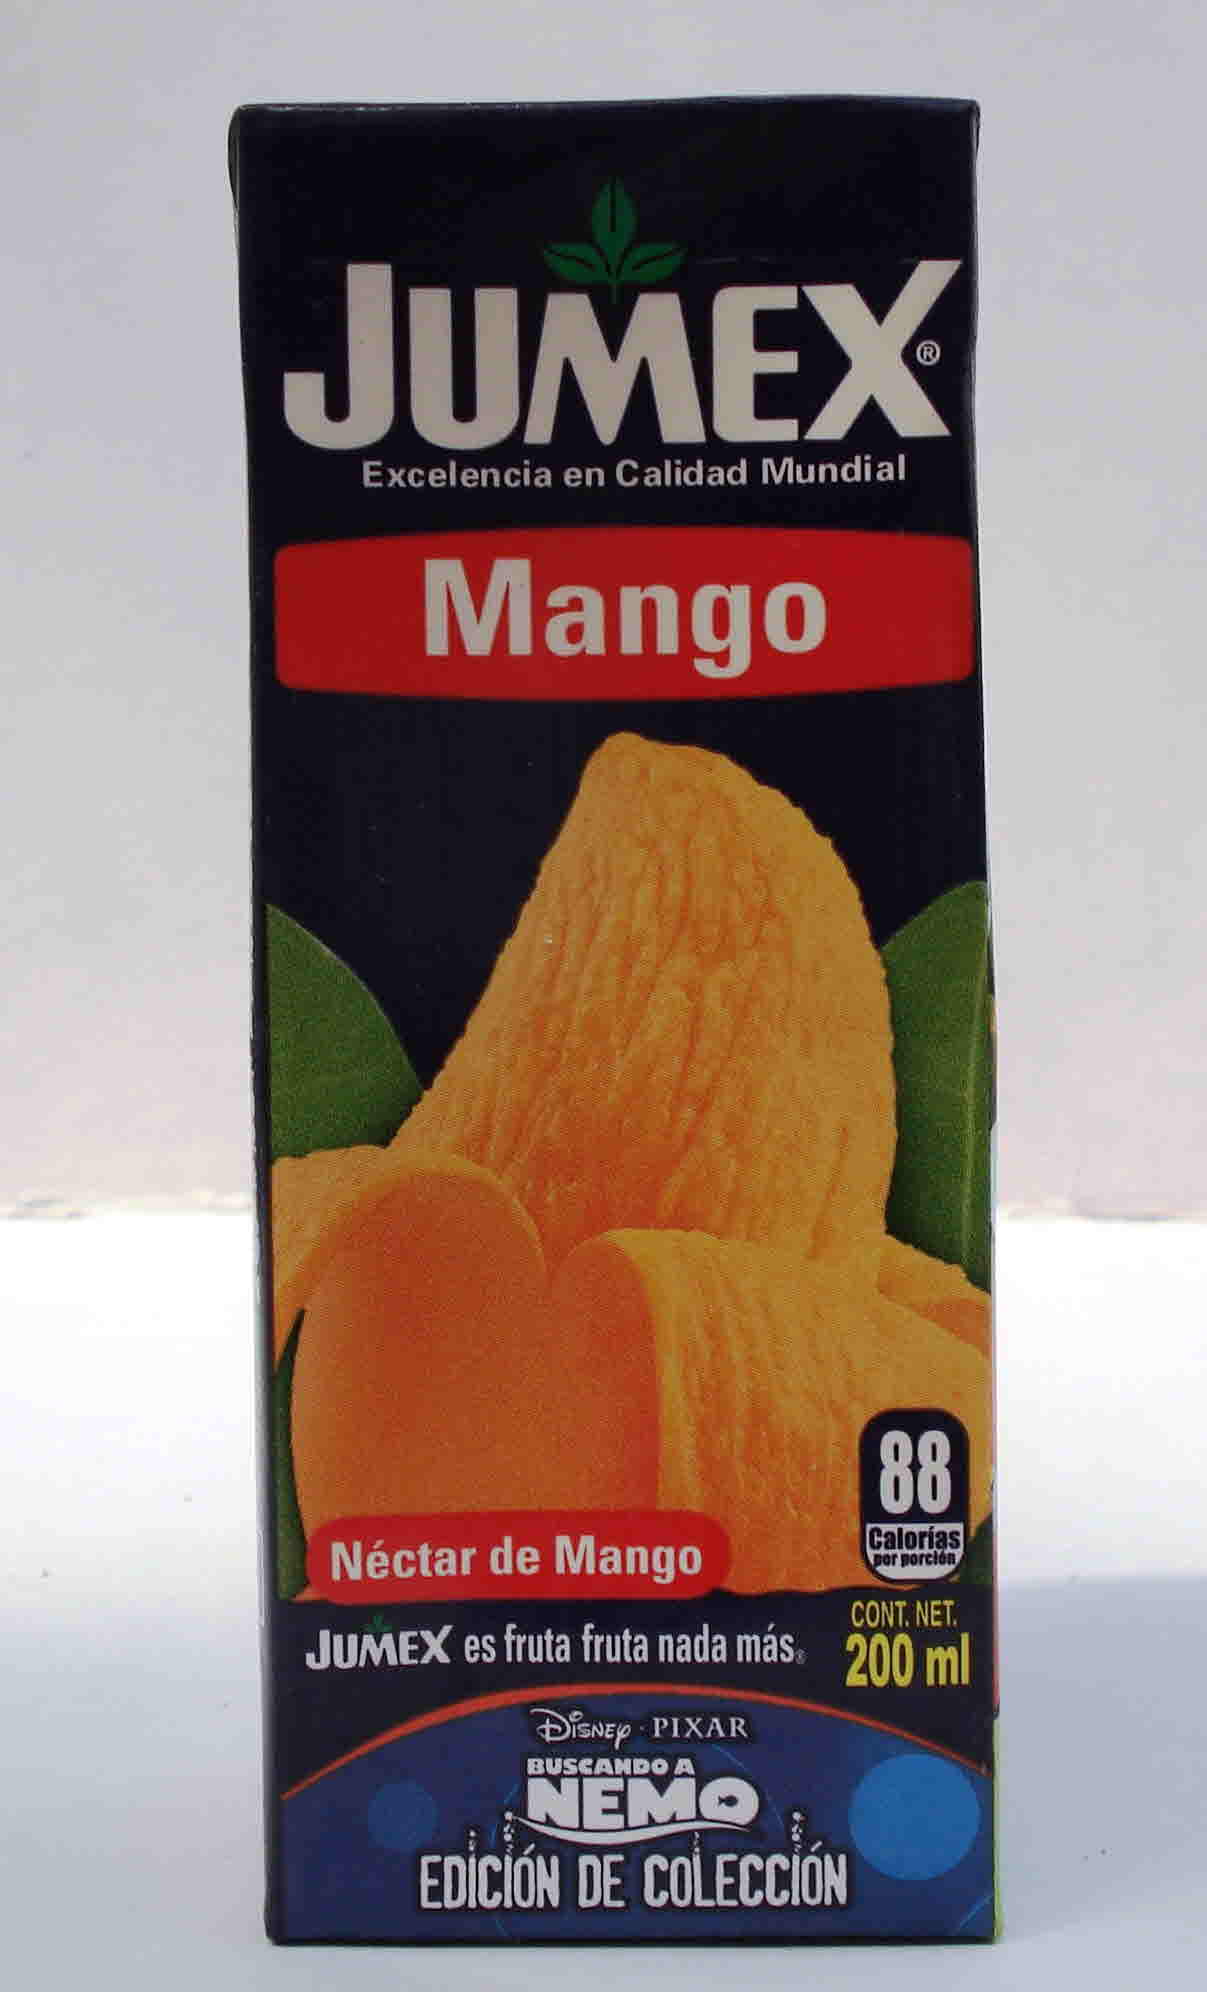 JUMEX®
Excelencia en Calidad Mundial
Mango
88
Calorías
por porción
Néctar de Mango
CONT. NET.
200 ml
JUMEX es fruta fruta nada más®
DISNEY · PIXAR
BUSCANDO A
NEMO
EDICIÓN DE COLECCIÓN